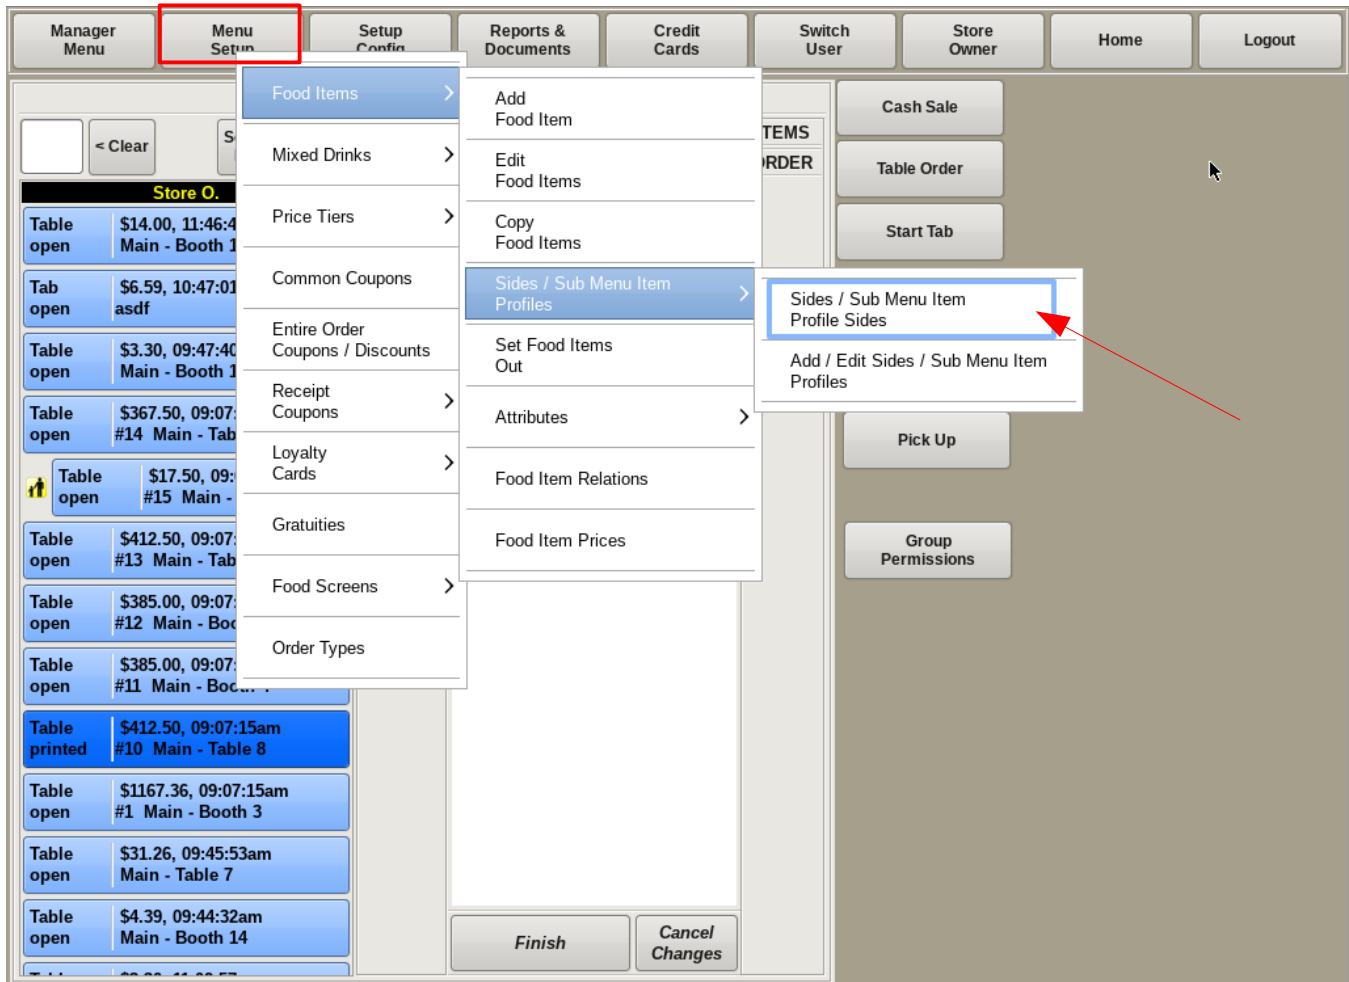 Manager
Menu
Menu
Setup
Setup
Config
Reports &
Documents
Credit
Cards
Switch
User
Store
Owner
Home
Logout
< Clear
S
TEMS
ORDER
Store O.
Table
open
$14.00, 11:46:4
Main - Booth 1
Tab
open
$6.59, 10:47:01
asdf
Table
open
$3.30, 09:47:40
Main - Booth 1
Table
open
$367.50, 09:07:
#14 Main - Tab
Table
open
$17.50, 09:
#15 Main -
Table
open
$412.50, 09:07:
#13 Main - Tab
Table
open
$385.00, 09:07:
#12 Main - Boo
Table
open
$385.00, 09:07:
#11 Main - Boo
Table
printed
$412.50, 09:07:15am
#10 Main - Table 8
Table
open
$1167.36, 09:07:15am
#1 Main - Booth 3
Table
open
$31.26, 09:45:53am
Main - Table 7
Table
open
$4.39, 09:44:32am
Main - Booth 14
Food Items
Mixed Drinks
Price Tiers
Common Coupons
Entire Order
Coupons / Discounts
Receipt
Coupons
Loyalty
Cards
Gratuities
Food Screens
Order Types
Add
Food Item
Edit
Food Items
Copy
Food Items
Sides / Sub Menu Item
Profiles
Set Food Items
Out
Attributes
Food Item Relations
Food Item Prices
Sides / Sub Menu Item
Profile Sides
Add / Edit Sides / Sub Menu Item
Profiles
Cash Sale
Table Order
Start Tab
Pick Up
Group
Permissions
Finish
Cancel
Changes